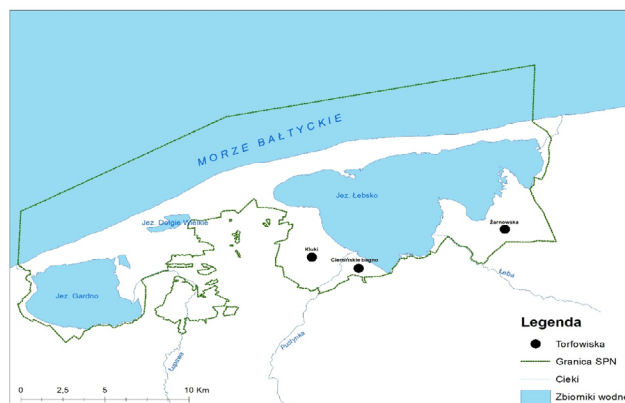 MORZE BAŁTYCKIE
Jez. Łebsko
Jez. Dołgie Wielkie
Żarnowska
Kluki
Ciemińskie bagno
Jez. Gardno
Łeba
Pustynka
Łupawa
Legenda
Torfowiska
Granica SPN
Cieki
Zbiorniki wodne
0 2,5 5 10 Km